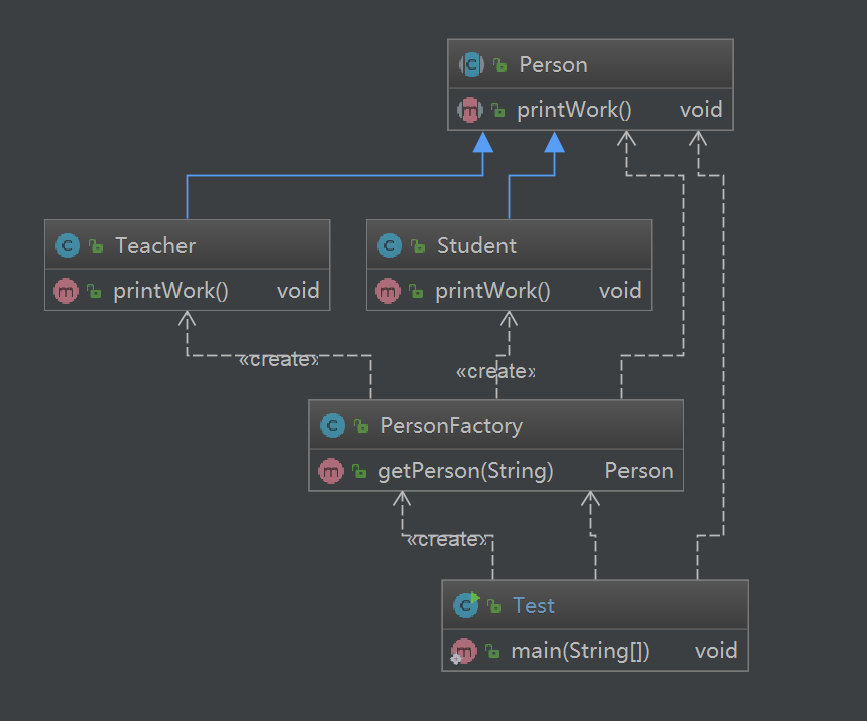 Person
printWork() void
Teacher
printWork() void
Student
printWork() void
«create»
«create»
PersonFactory
getPerson(String) Person
«create»
Test
main(String[]) void